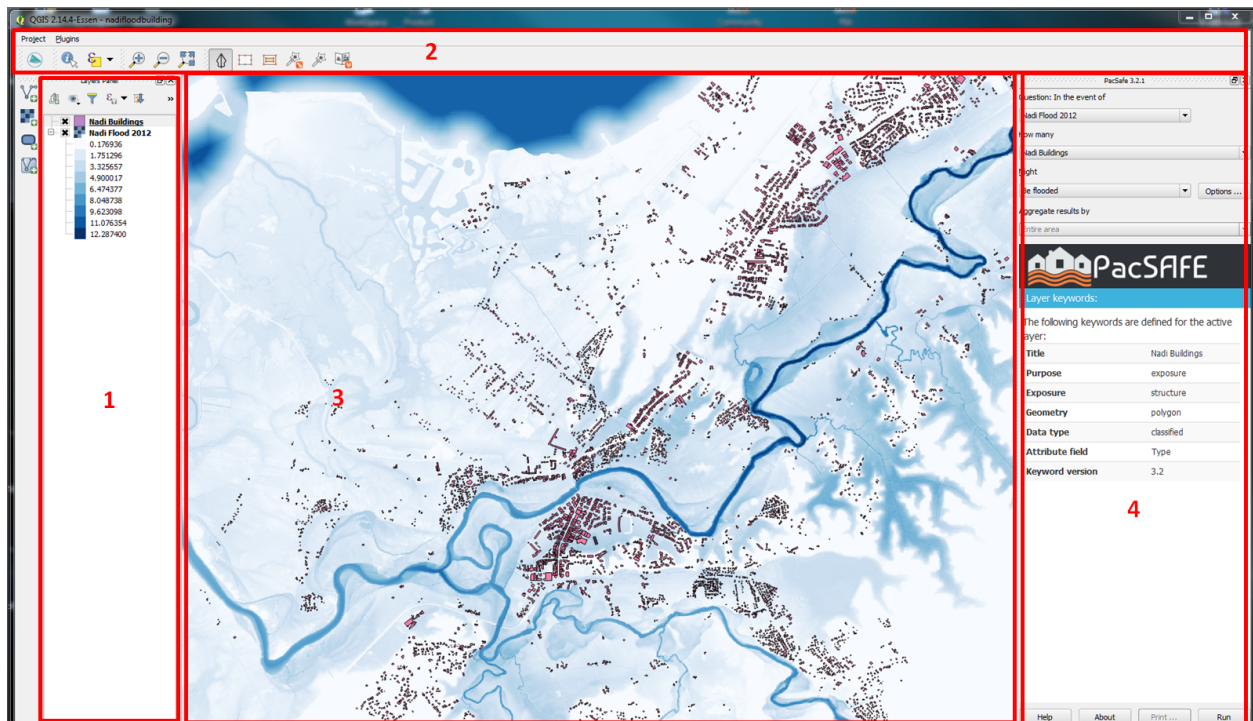 QGIS 2.14.4-Essen - nadifloodbuilding
Project Plugins
2
Layers Panel
Nadi Buildings
Nadi Flood 2012
0.176936
1.751296
3.325657
4.900017
6.474377
8.048738
9.623098
11.076354
12.287400
1
3
PacSafe 3.2.1
Question: In the event of
Nadi Flood 2012
How many
Nadi Buildings
Might
Be flooded
Options ...
Aggregate results by
Entire area
PacSAFE
Layer keywords:
The following keywords are defined for the active
layer:
Title Nadi Buildings
Purpose exposure
Exposure structure
Geometry polygon
Data type classified
Attribute field Type
Keyword version 3.2
4
Help About Print ... Run